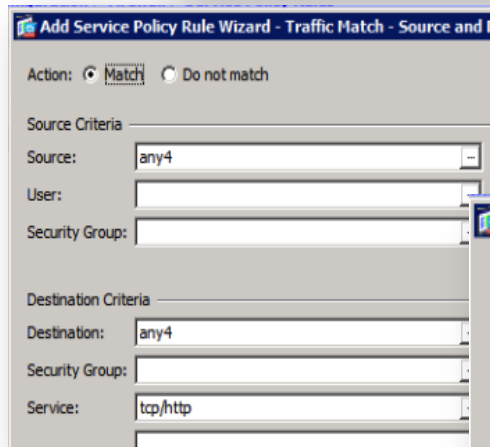 Add Service Policy Rule Wizard - Traffic Match - Source and
Action: Match Do not match
Source Criteria
Source: any4 ...
User:
Security Group:
Destination Criteria
Destination: any4
Security Group:
Service: tcp/http